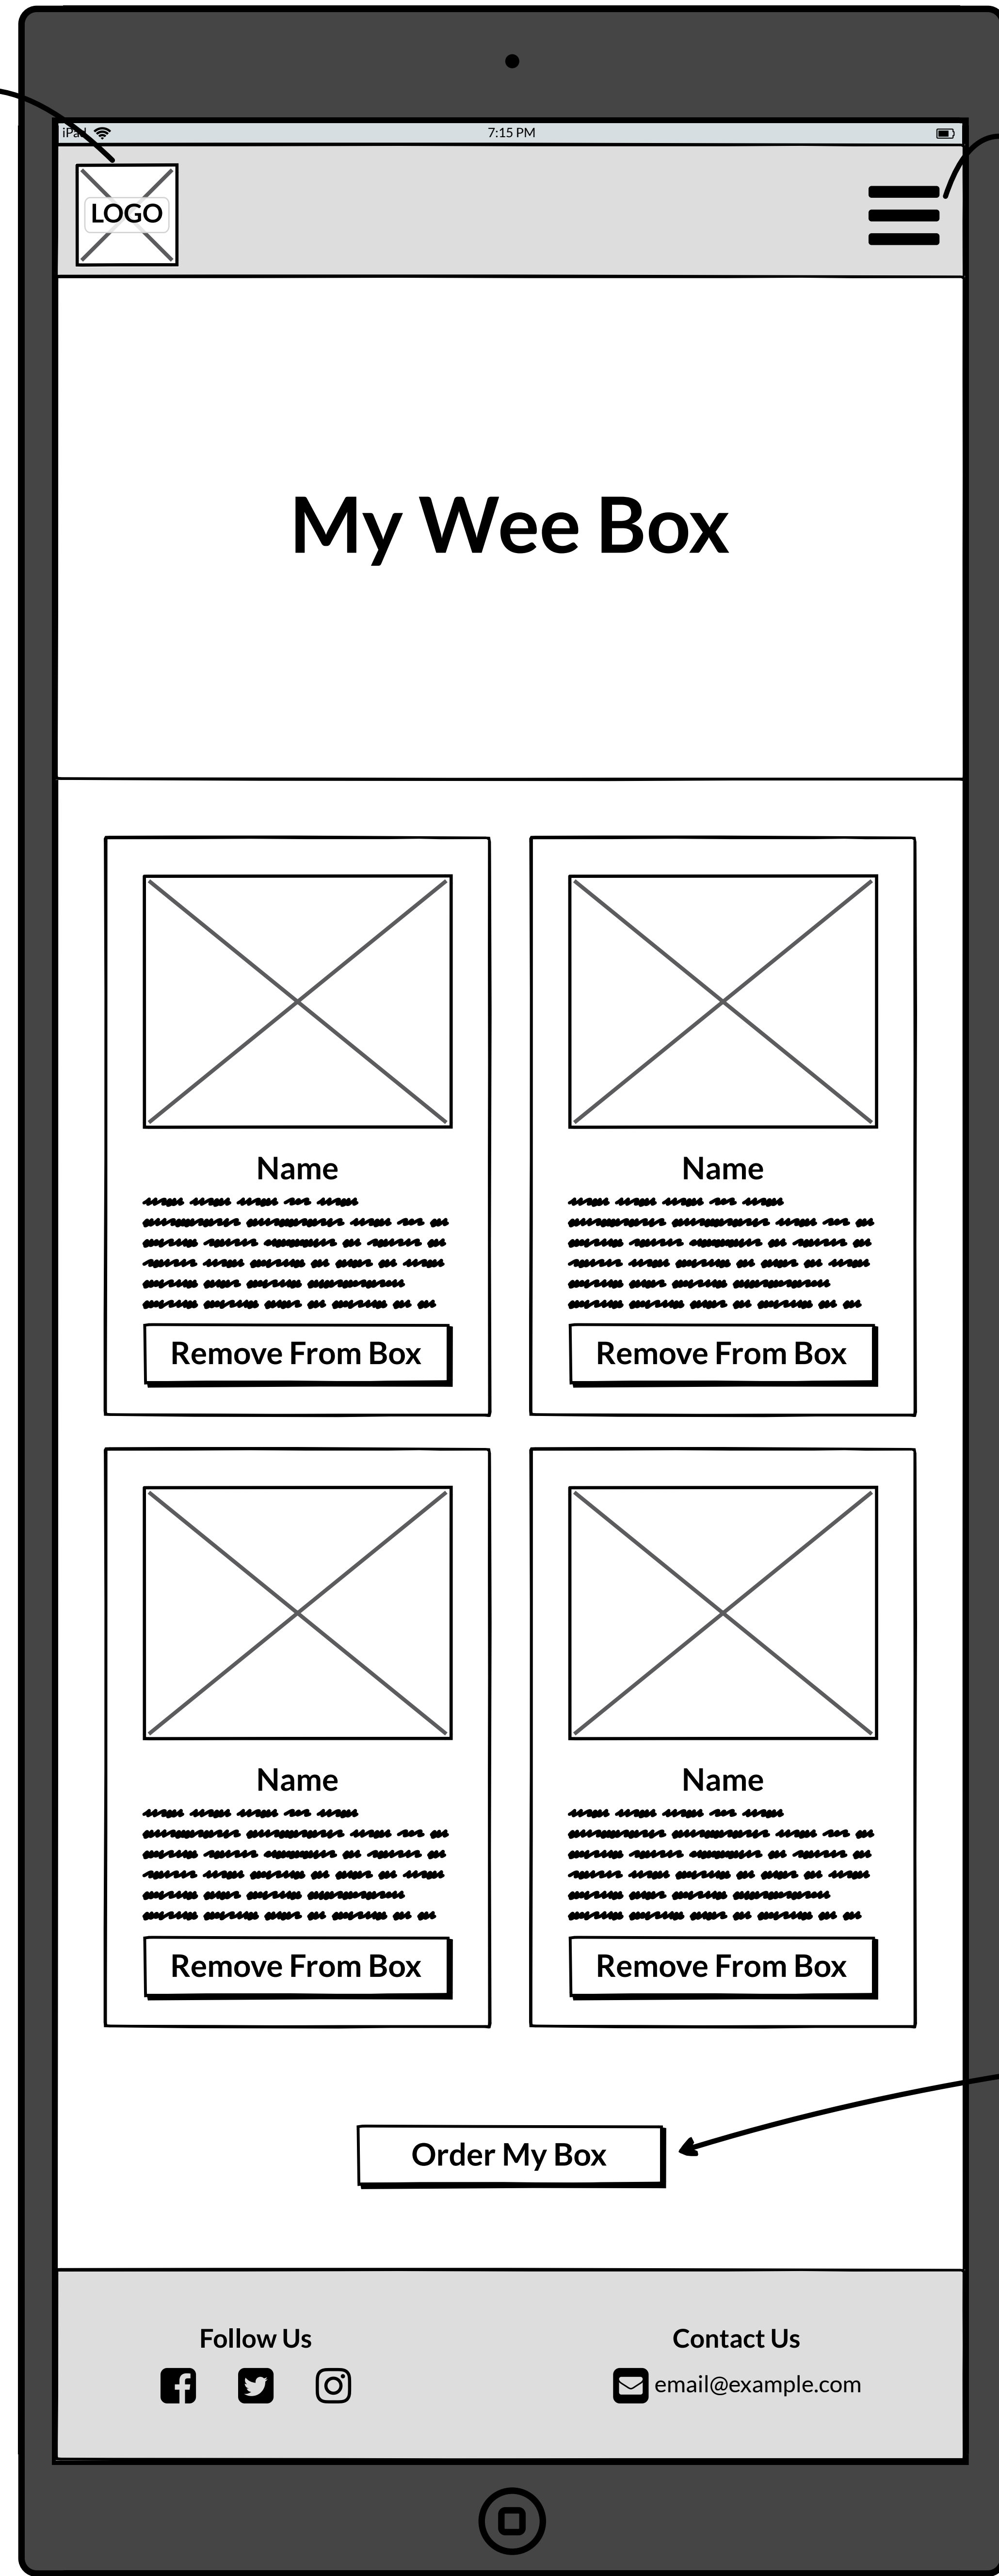 iPad 7:15 PM
LOGO
My Wee Box
Name Name
Remove From Box Remove From Box
Name Name
Remove From Box Remove From Box
Order My Box
Follow Us Contact Us
email@example.com